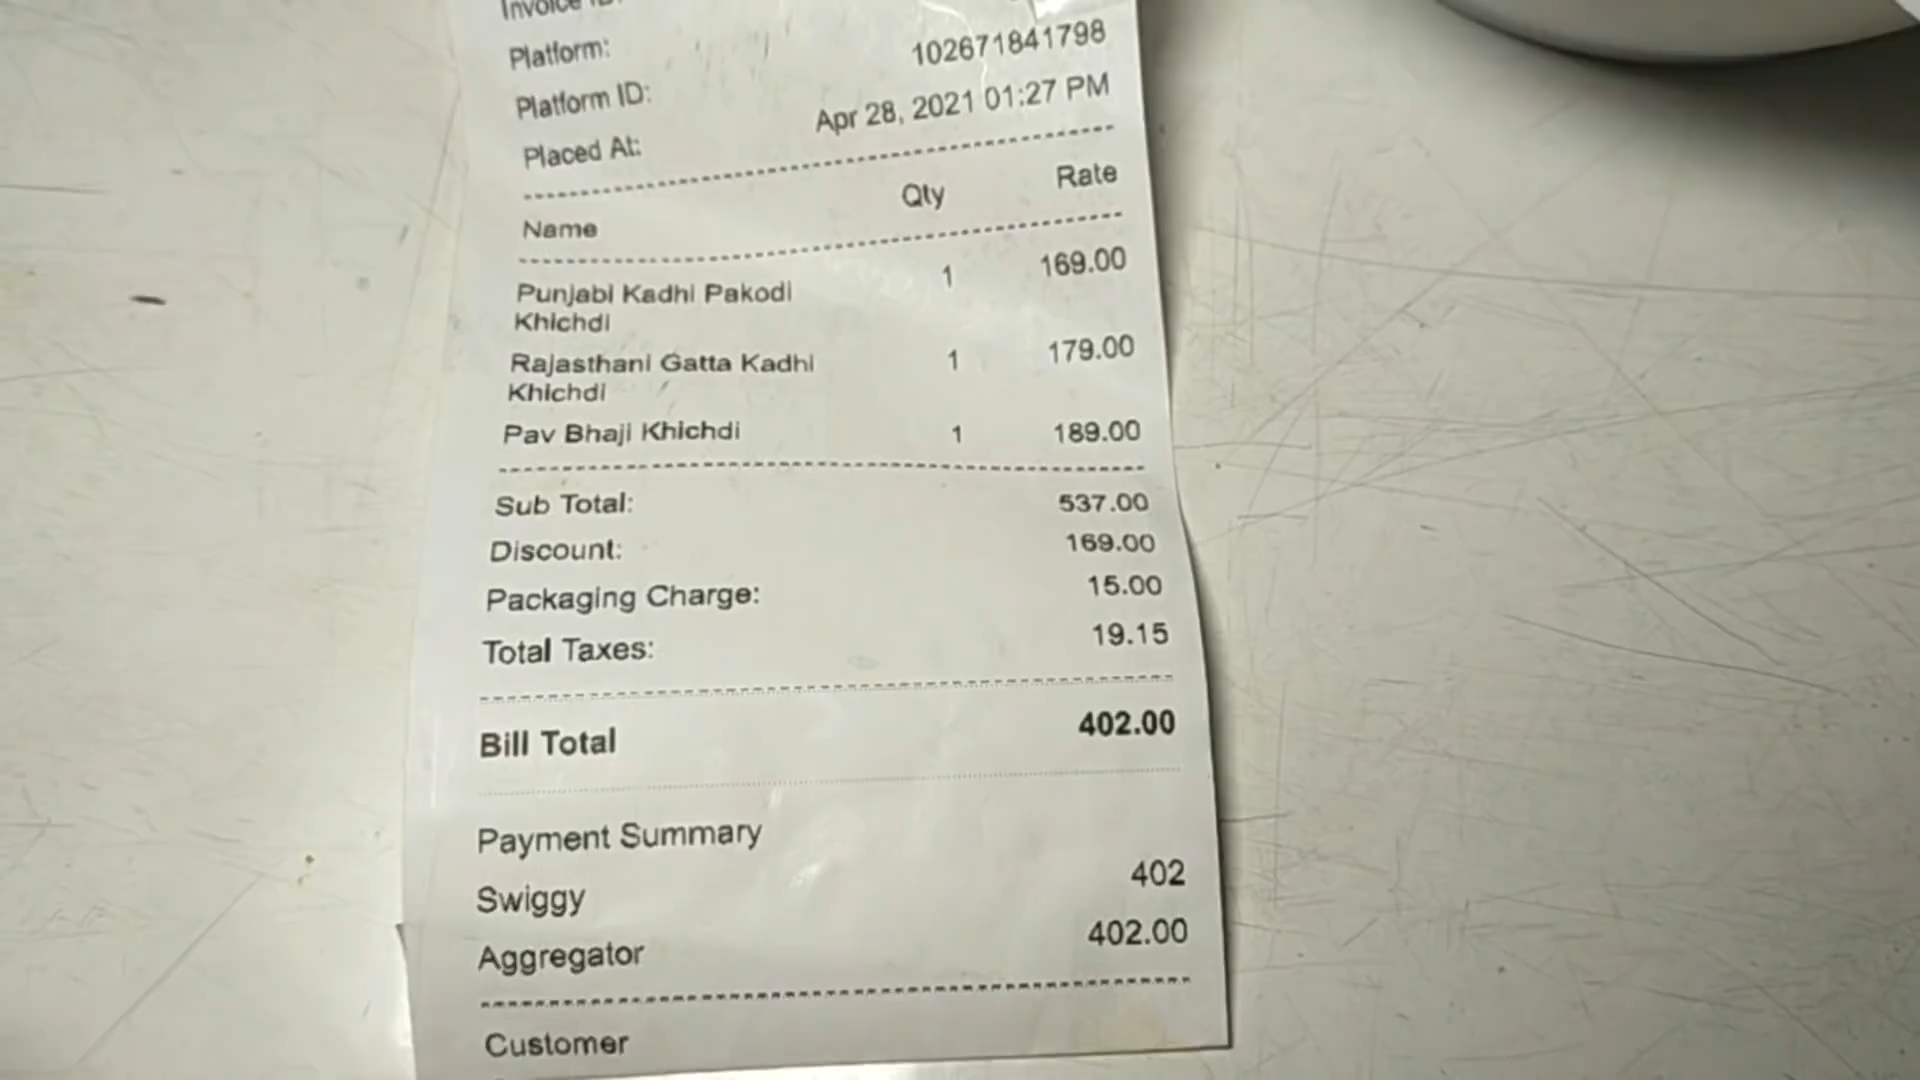 Invoice ID:
Platform:
Platform ID: 102671841798
Placed At: Apr 28, 2021 01:27 PM
Name Qty Rate
Punjabi Kadhi Pakodi 1 169.00
Khichdi
Rajasthani Gatta Kadhi 1 179.00
Khichdi
Pav Bhaji Khichdi 1 189.00
Sub Total: 537.00
Discount: 169.00
Packaging Charge: 15.00
Total Taxes: 19.15
Bill Total 402.00
Payment Summary
Swiggy 402
Aggregator 402.00
Customer